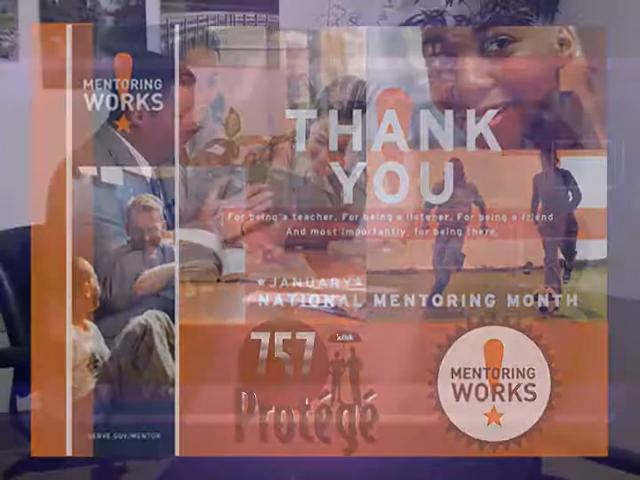 MENTORING
WORKS
THANK
YOU
For being a teacher. For being a listener. For being a friend
And most importantly, for being there.
JANUARY
NATIONAL MENTORING MONTH
757
Protégé
MENTORING
WORKS
SERVE.GOV/MENTOR